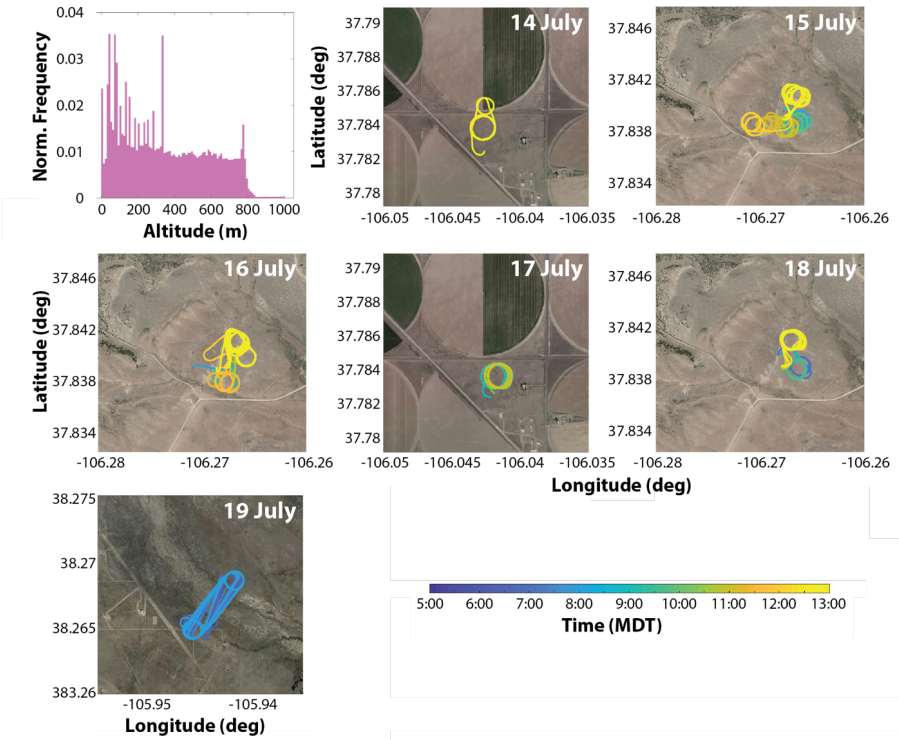 0.04
0.03
0.02
0.01
0
Norm. Frequency
0 200 400 600 800 1000
Altitude (m)
14 July
37.79
37.788
37.786
37.784
37.782
37.78
Latitude (deg)
-106.05 -106.045 -106.04 -106.035
15 July
37.846
37.842
37.838
37.834
-106.28 -106.27 -106.26
16 July
37.846
37.842
37.838
37.834
Latitude (deg)
-106.28 -106.27 -106.26
17 July
37.79
37.788
37.786
37.784
37.782
37.78
-106.05 -106.045 -106.04 -106.035
18 July
37.846
37.842
37.838
37.834
-106.28 -106.27 -106.26
Longitude (deg)
19 July
38.275
38.27
38.265
383.26
-105.95 -105.94
Longitude (deg)
5:00 6:00 7:00 8:00 9:00 10:00 11:00 12:00 13:00
Time (MDT)